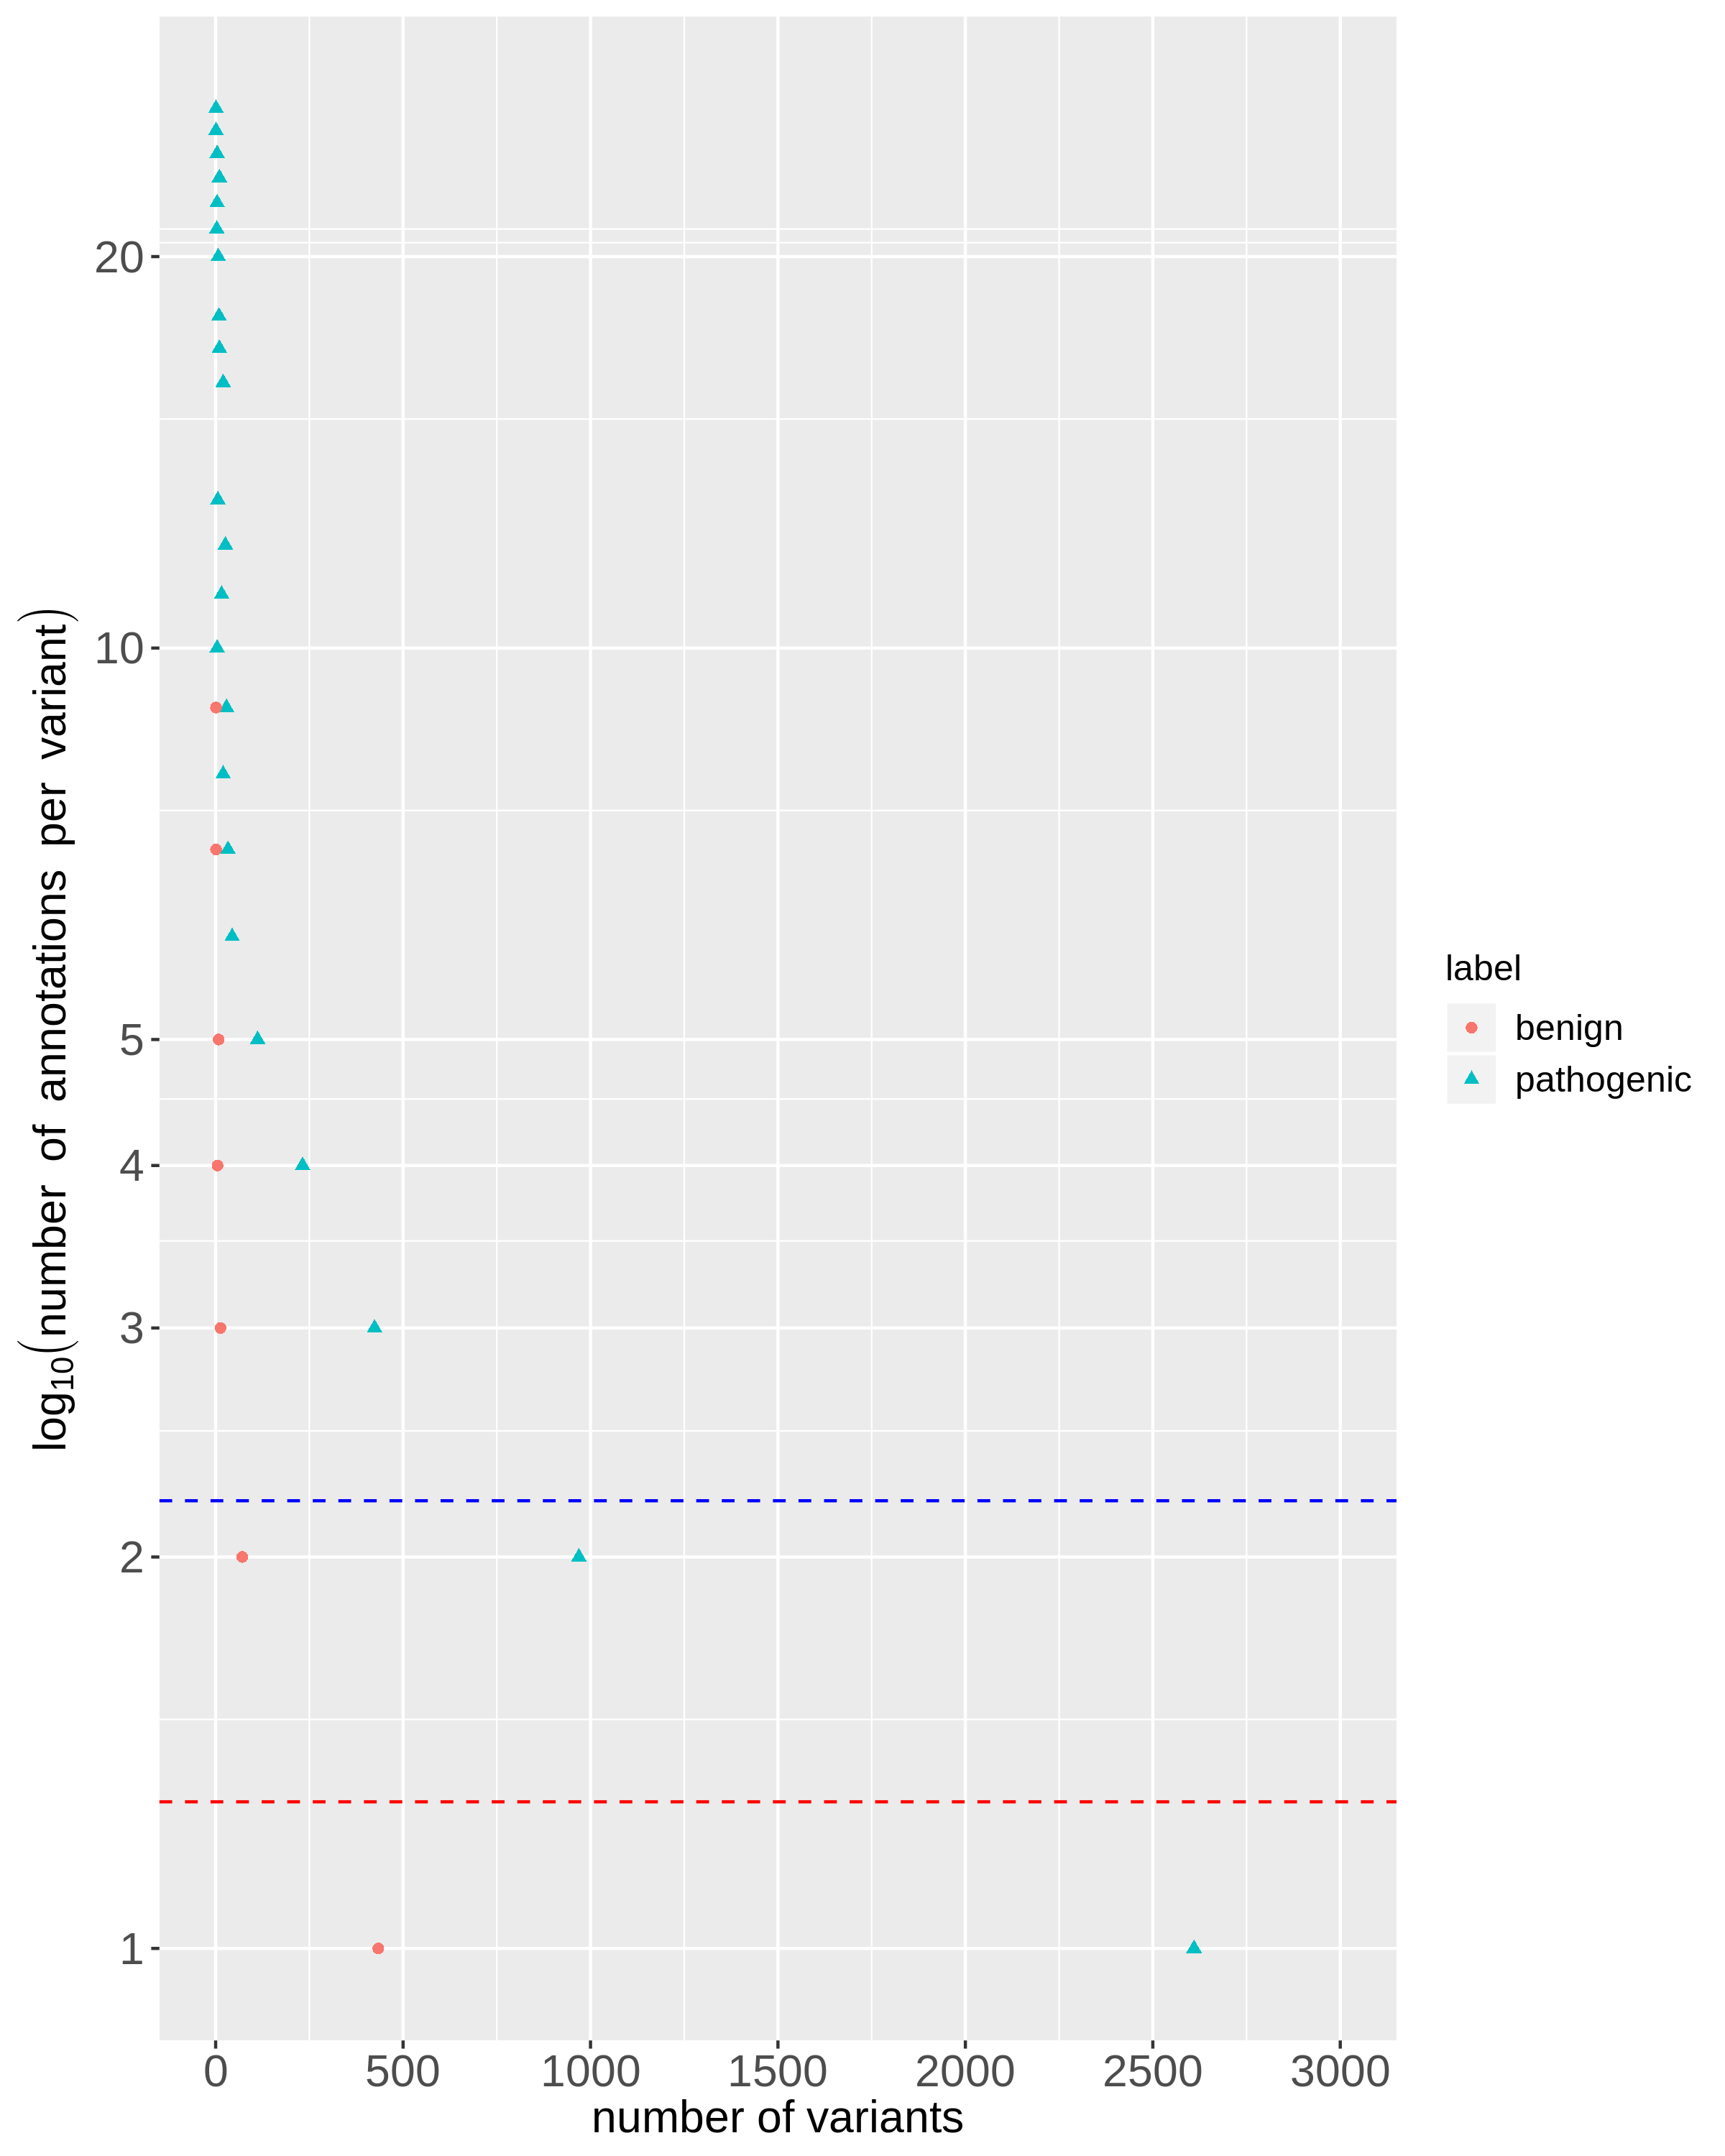 log10(number of annotations per variant)
20
10
5
4
3
2
1
0 500 1000 1500 2000 2500 3000
number of variants
label
benign
pathogenic